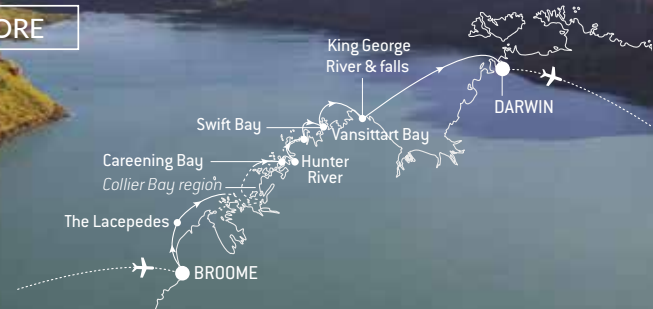 King George
River & falls
DARWIN
Swift Bay
Vansittart Bay
Careening Bay
Hunter
River
Collier Bay region
The Lacepedes
BROOME